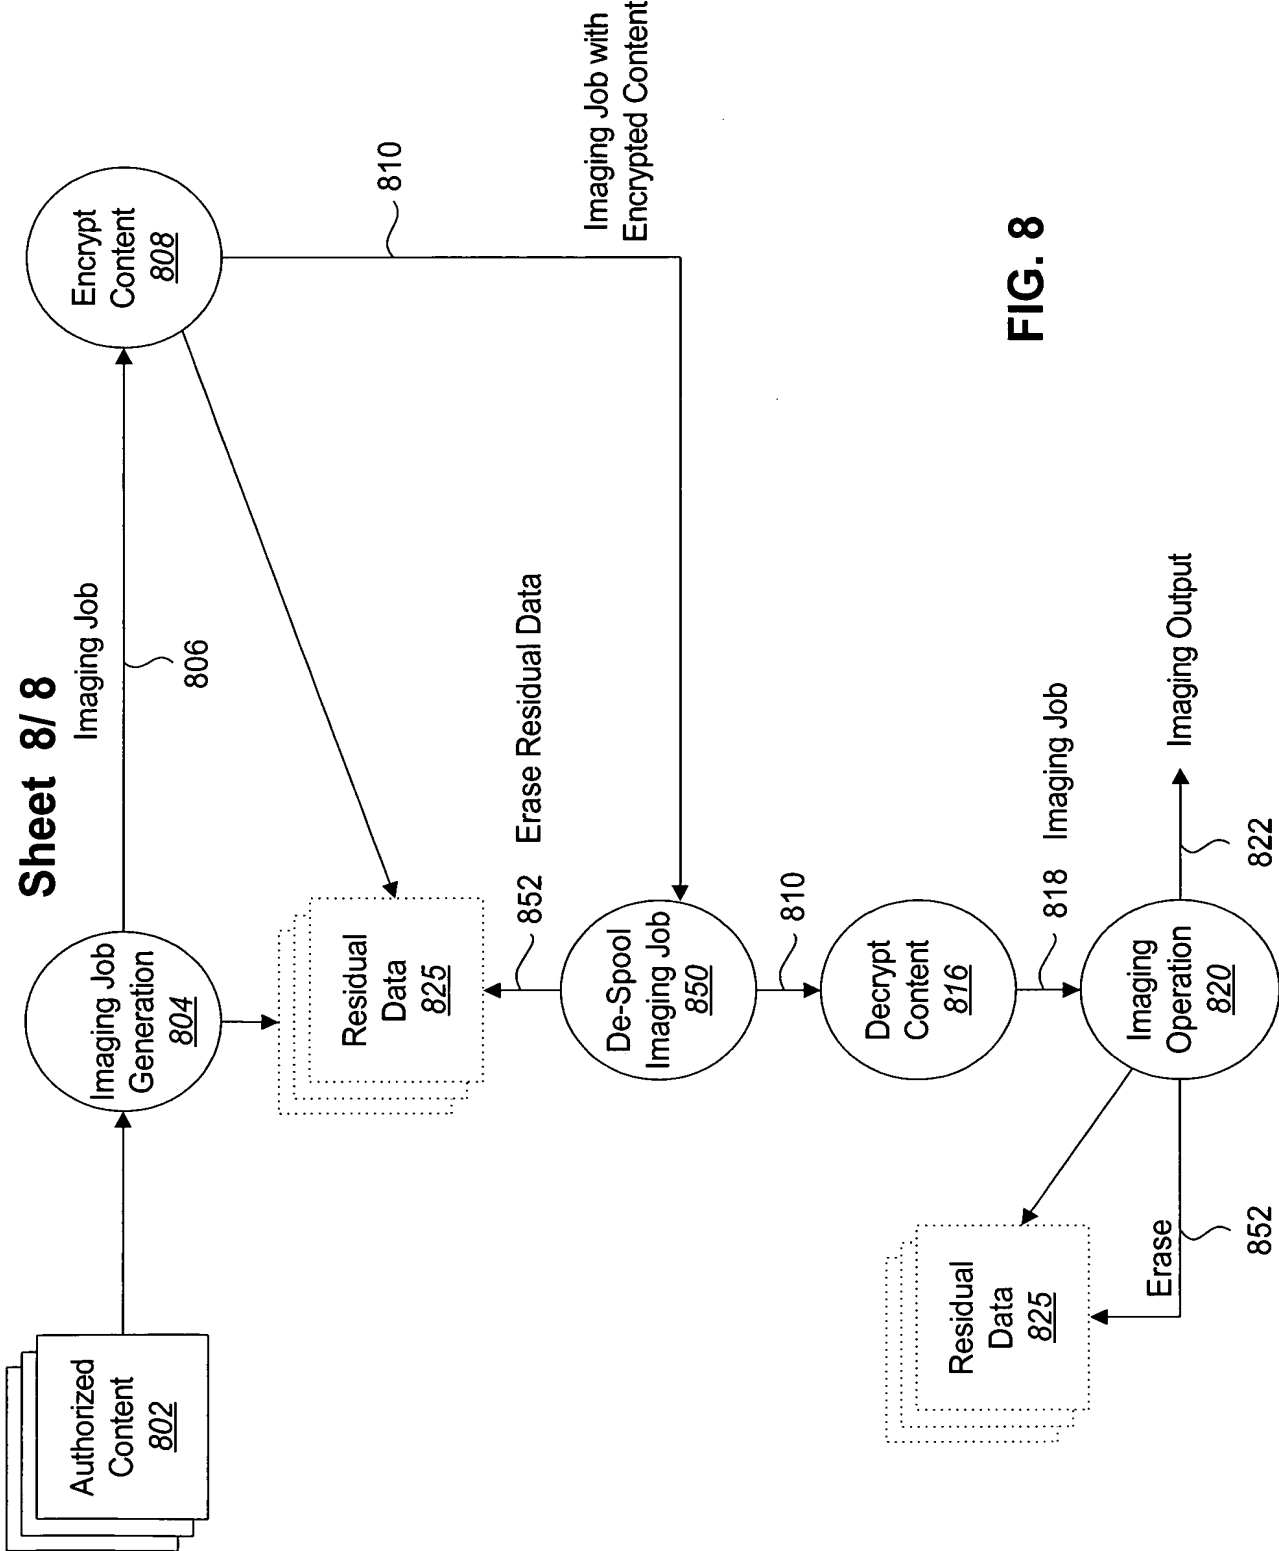 Sheet 8/ 8
Authorized
Content
802
Imaging Job
Generation
804
Imaging Job
806
Encrypt
Content
808
810
Imaging Job with
Encrypted Content
Residual
Data
825
852
Erase Residual Data
De-Spool
Imaging Job
850
810
Decrypt
Content
816
818
Imaging Job
Imaging
Operation
820
822
Imaging Output
Residual
Data
825
Erase
852
FIG. 8